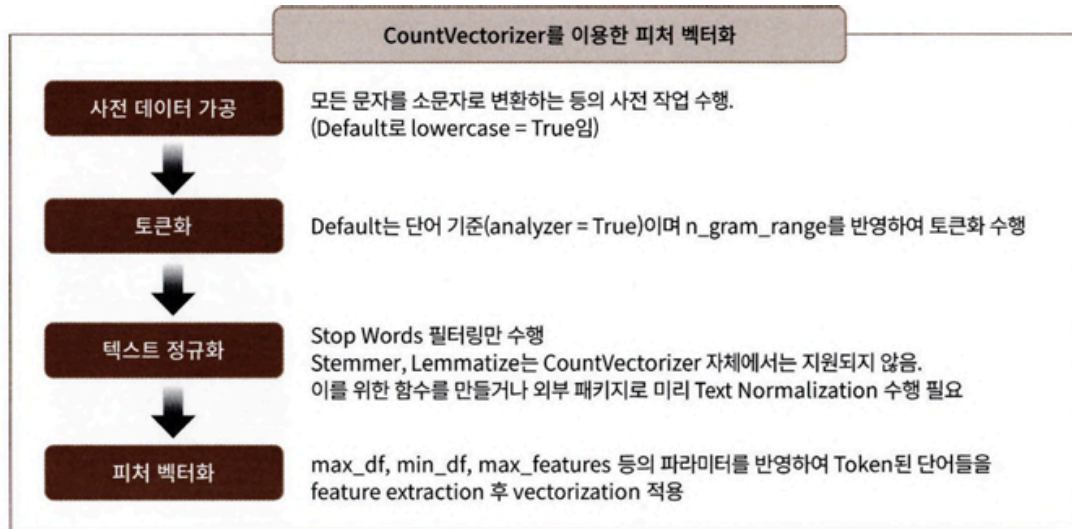 CountVectorizer를 이용한 피처 벡터화
사전 데이터 가공
모든 문자를 소문자로 변환하는 등의 사전 작업 수행.
(Default로 lowercase = True임)
토큰화
Default는 단어 기준(analyzer = True)이며 n_gram_range를 반영하여 토큰화 수행
텍스트 정규화
Stop Words 필터링만 수행
Stemmer, Lemmatize는 CountVectorizer 자체에서는 지원되지 않음.
이를 위한 함수를 만들거나 외부 패키지로 미리 Text Normalization 수행 필요
피처 벡터화
max_df, min_df, max_features 등의 파라미터를 반영하여 Token된 단어들을
feature extraction 후 vectorization 적용